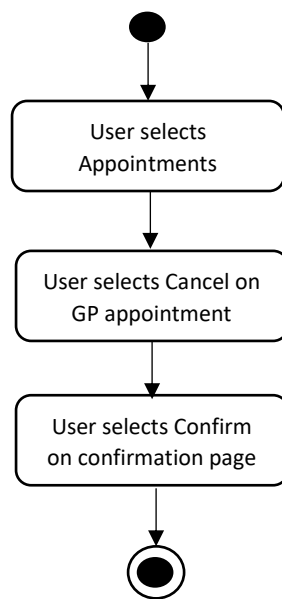 User selects
Appointments
User selects Cancel on
GP appointment
User selects Confirm
on confirmation page